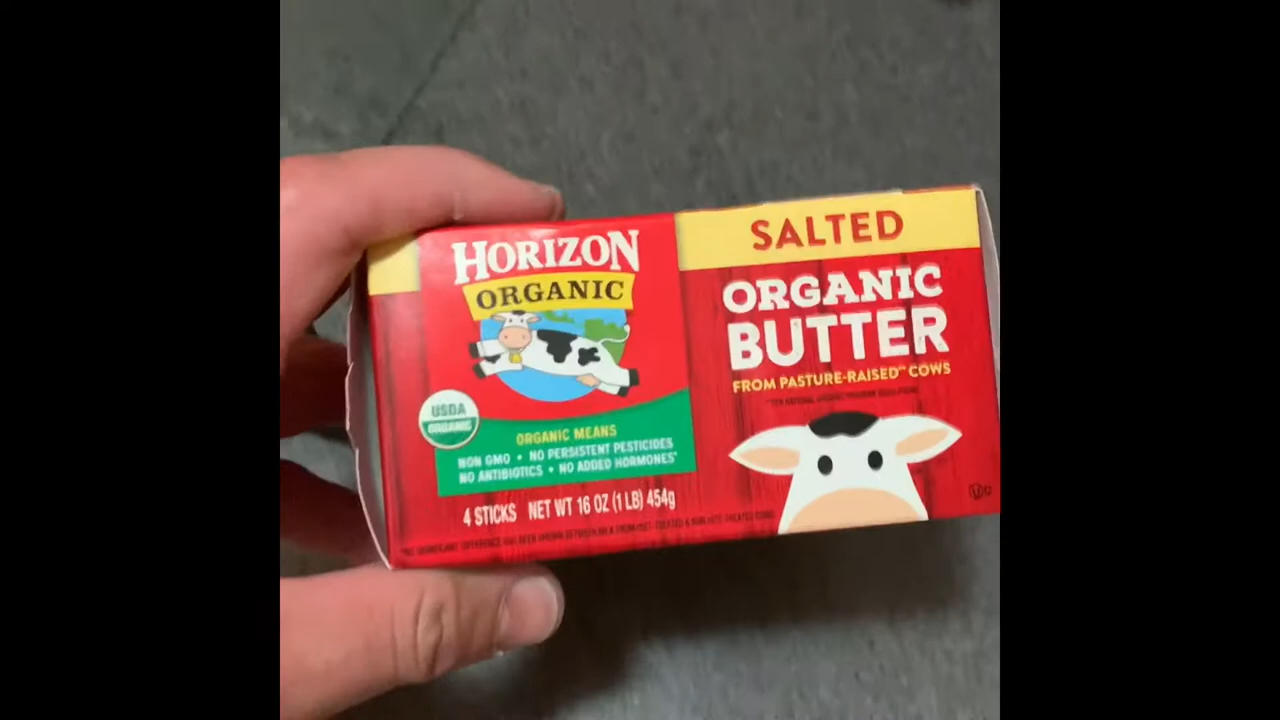 HORIZON
ORGANIC
USDA
ORGANIC
ORGANIC MEANS
NON GMO • NO PERSISTENT PESTICIDES
NO ANTIBIOTICS • NO ADDED HORMONES*
4 STICKS NET WT 16 OZ (1 LB) 454g
SALTED
ORGANIC
BUTTER
FROM PASTURE-RAISED** COWS